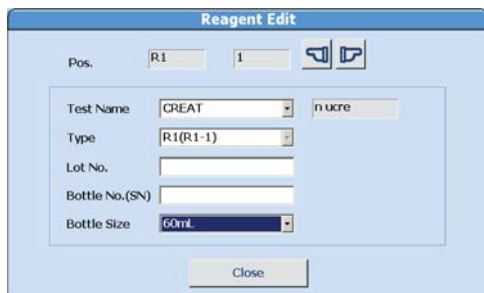 Reagent Edit
Pos. R1 1
Test Name CREAT n ucre
Type R1(R1-1)
Lot No.
Bottle No.(SN)
Bottle Size 60mL
Close